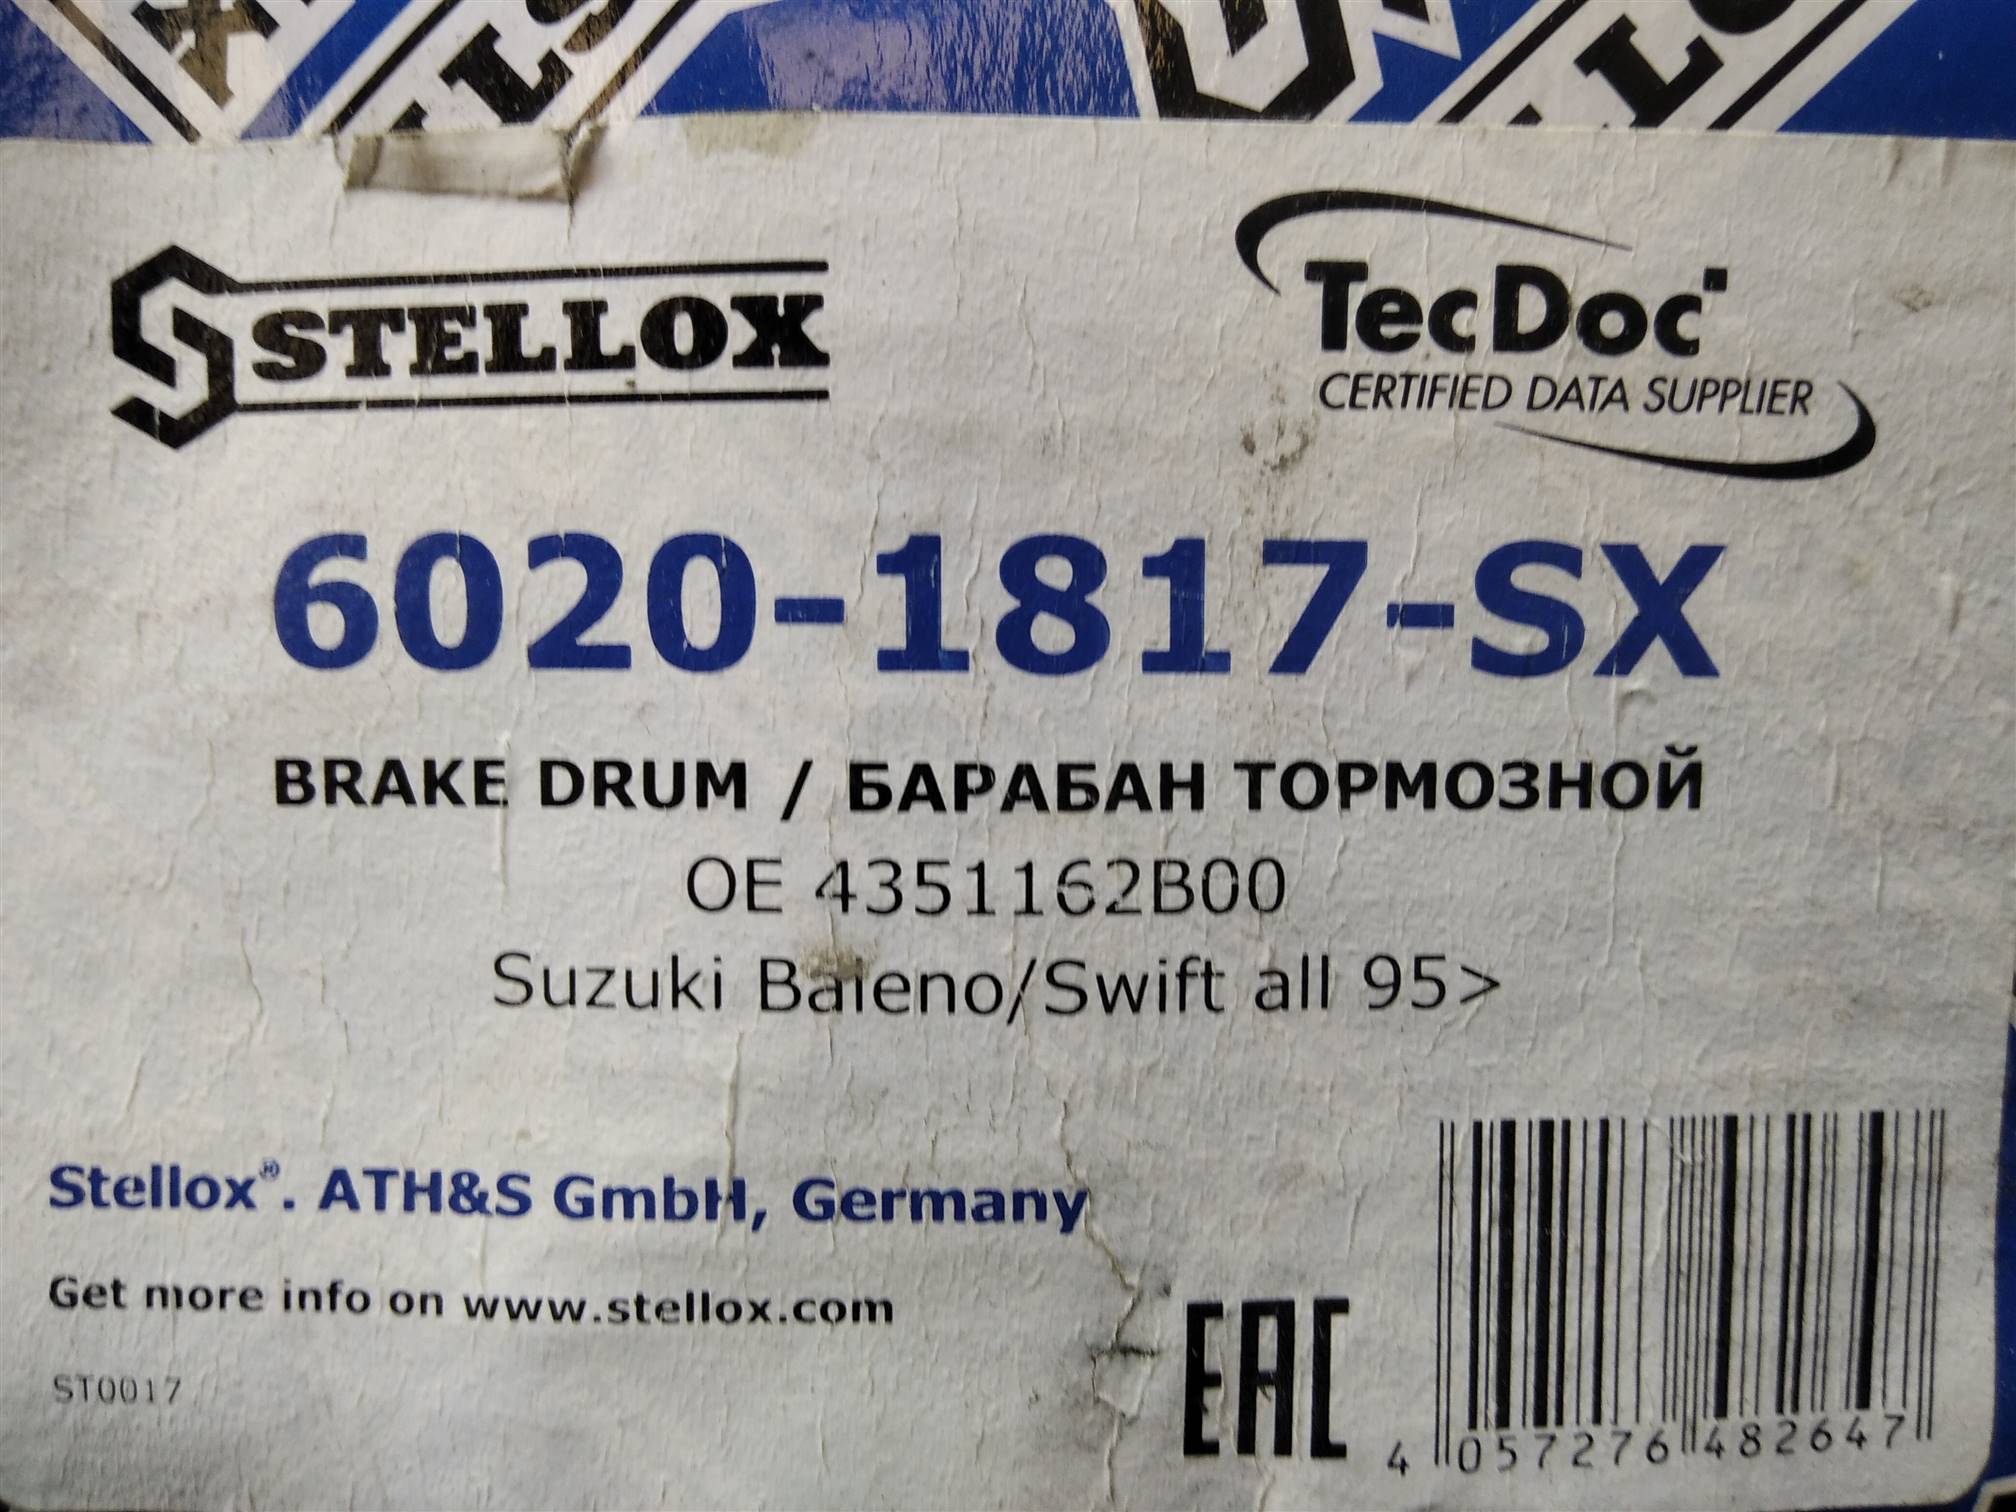 STELLOX
TecDoc
CERTIFIED DATA SUPPLIER
6020-1817-SX
BRAKE DRUM / БАРАБАН ТОРМОЗНОЙ
OE 4351162B00
Suzuki Baleno/Swift all 95>
Stellox®. ATH&S GmbH, Germany
Get more info on www.stellox.com
ST0017
EAC
4 057276 482647